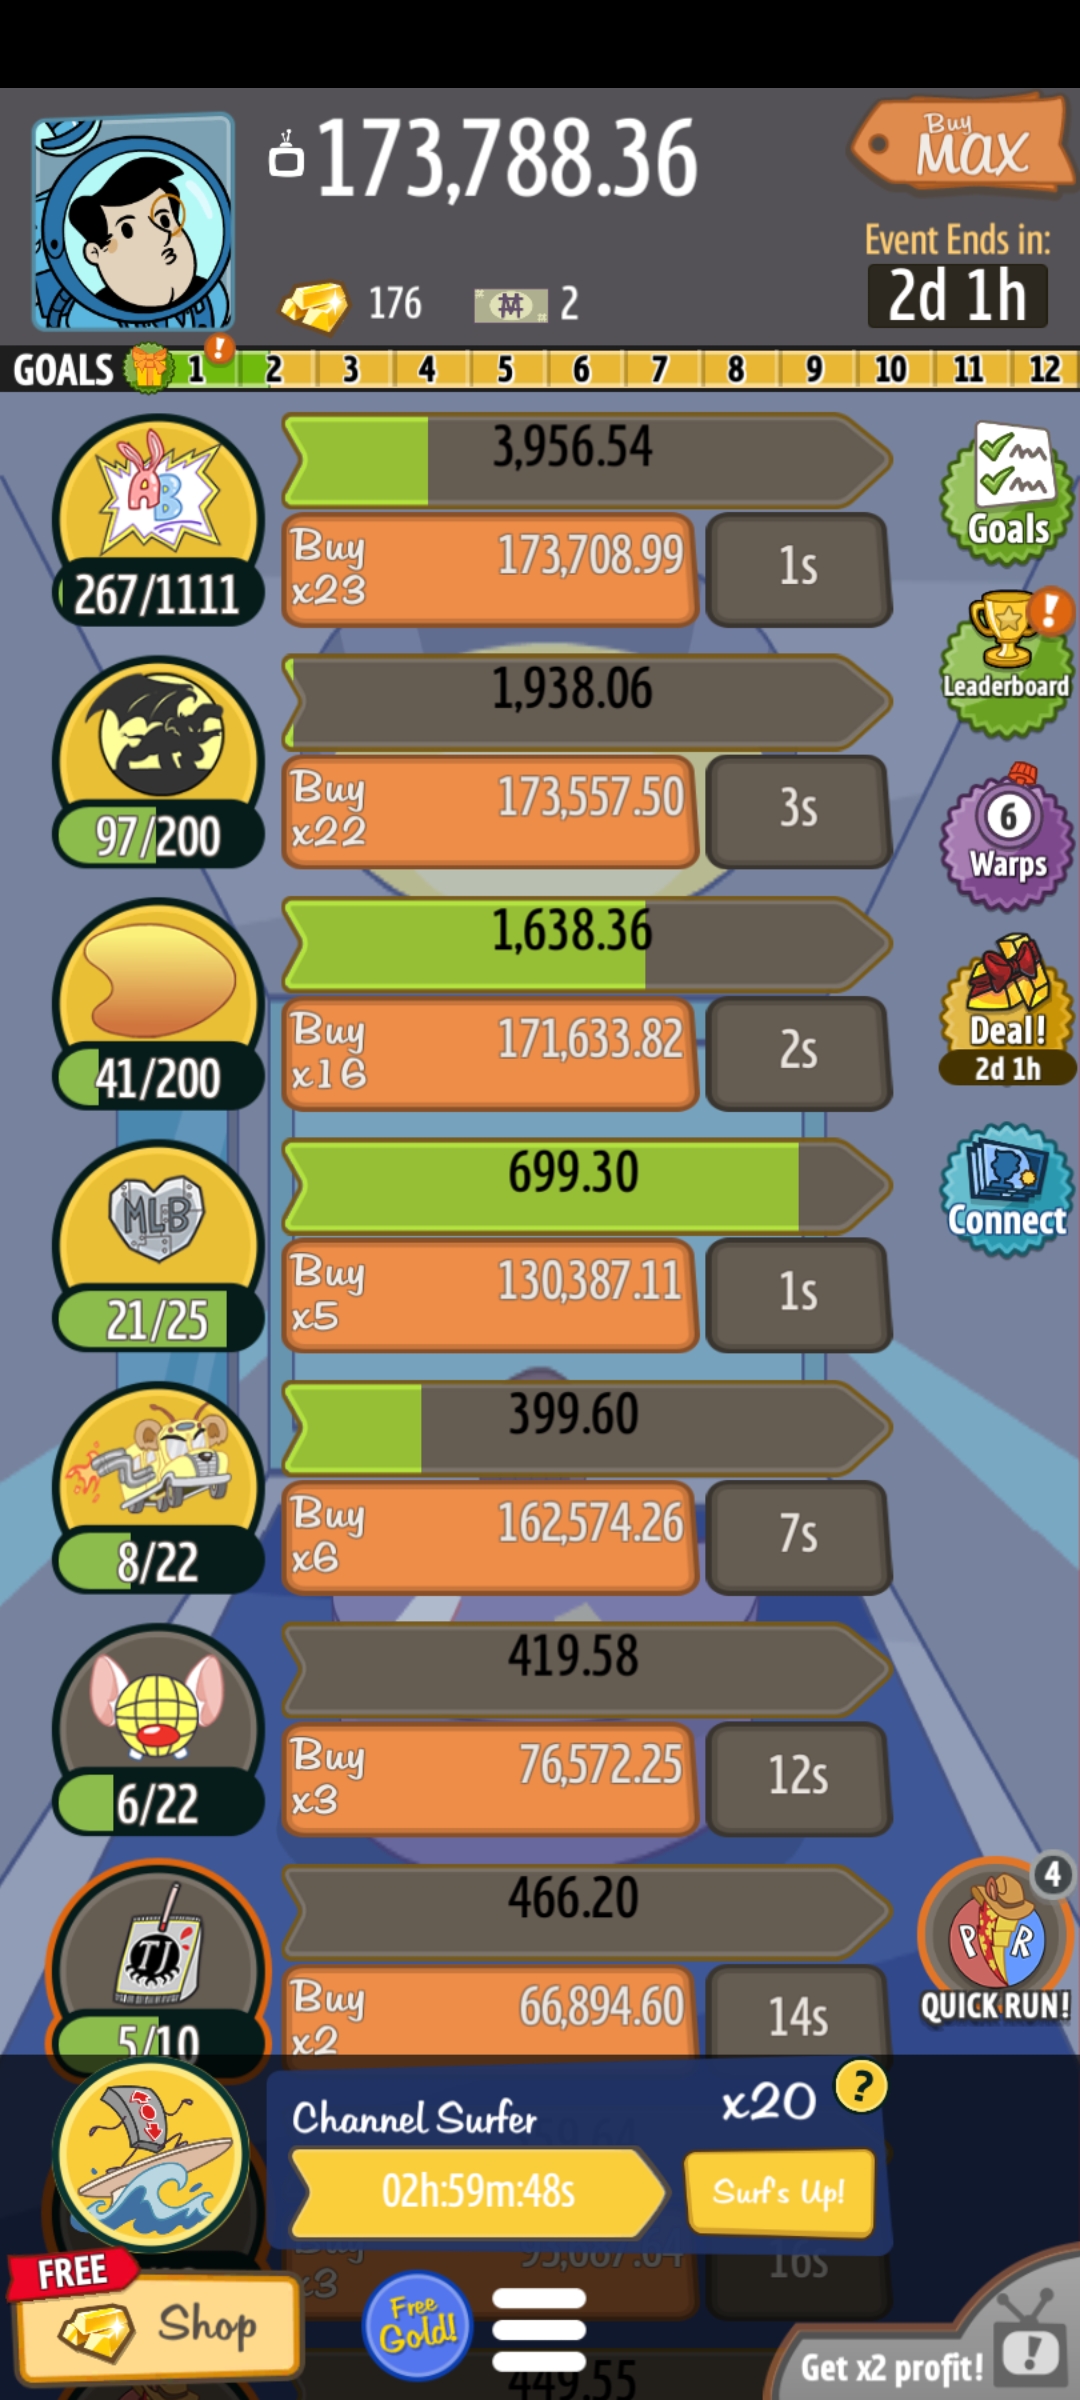 173,788.36
Buy
MAX
176
2
Event Ends in:
2d 1h
GOALS 1 ! 2 3 4 5 6 7 8 9 10 11 12
AB
3,956.54
267/1111
Buy
x23
173,708.99
1s
Goals
1,938.06
97/200
Buy
x22
173,557.50
3s
!
Leaderboard
1,638.36
41/200
Buy
x16
171,633.82
2s
6
Warps
Deal!
2d 1h
MLB
699.30
21/25
Buy
x5
130,387.11
1s
Connect
399.60
8/22
Buy
x6
162,574.26
7s
419.58
6/22
Buy
x3
76,572.25
12s
TJ
466.20
5/10
Buy
x2
66,894.60
14s
4
P R
QUICK RUN!
Channel Surfer
x20
?
02h:59m:48s
Surf's Up!
Buy
x3
16s
FREE
Shop
Free
Gold!
449.55
Get x2 profit!
!